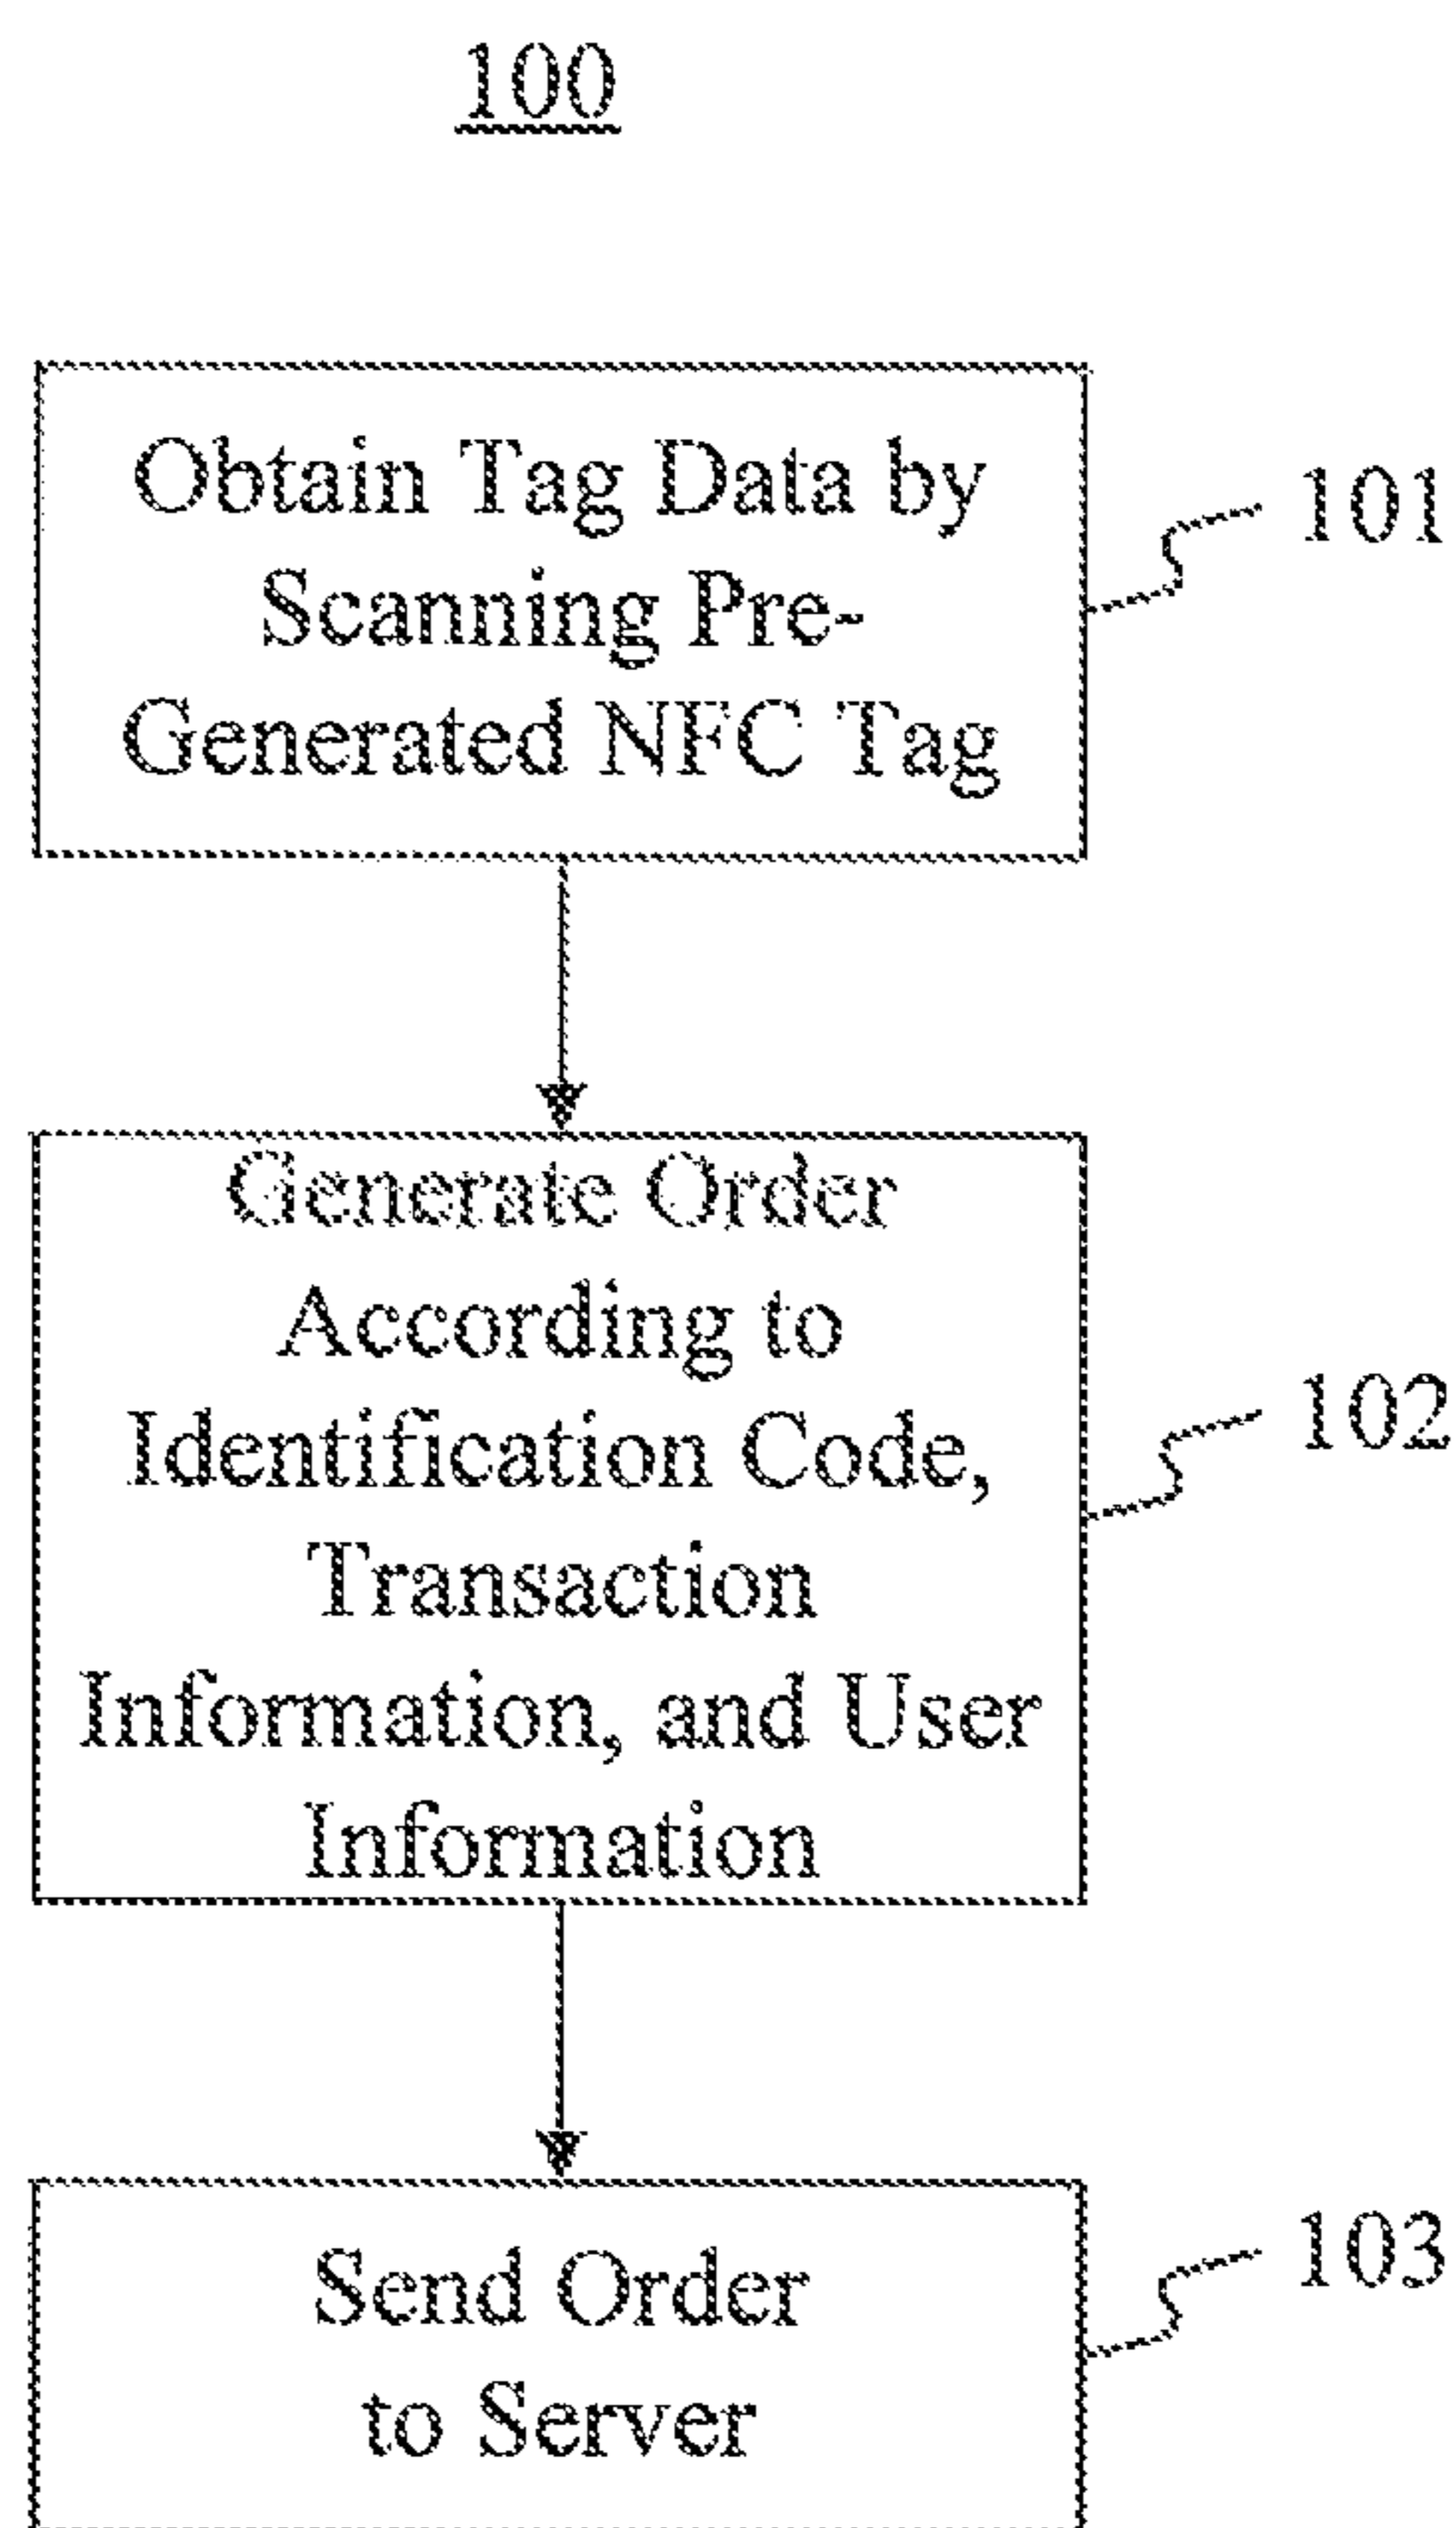 100
Obtain Tag Data by
Scanning Pre-
Generated NFC Tag
101
Generate Order
According to
Identification Code,
Transaction
Information, and User
Information
102
Send Order
to Server
103